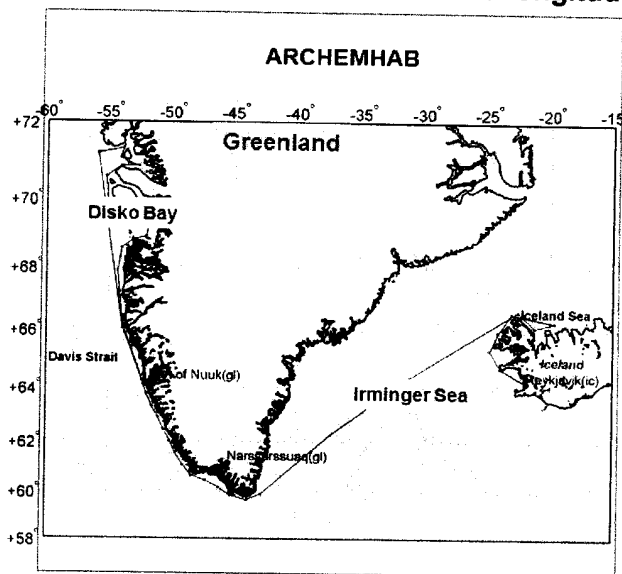 ARCHEMHAB
-60° -55° -50° -45° -40° -35° -30° -25° -20° -15
+72
Greenland
+70
Disko Bay
+68
+66
Iceland Sea
Davis Strait
Iceland
+64
of Nuuk(gl)
Reykjavik(ic)
Irminger Sea
+62
Narssarssuaq(gl)
+60
+58